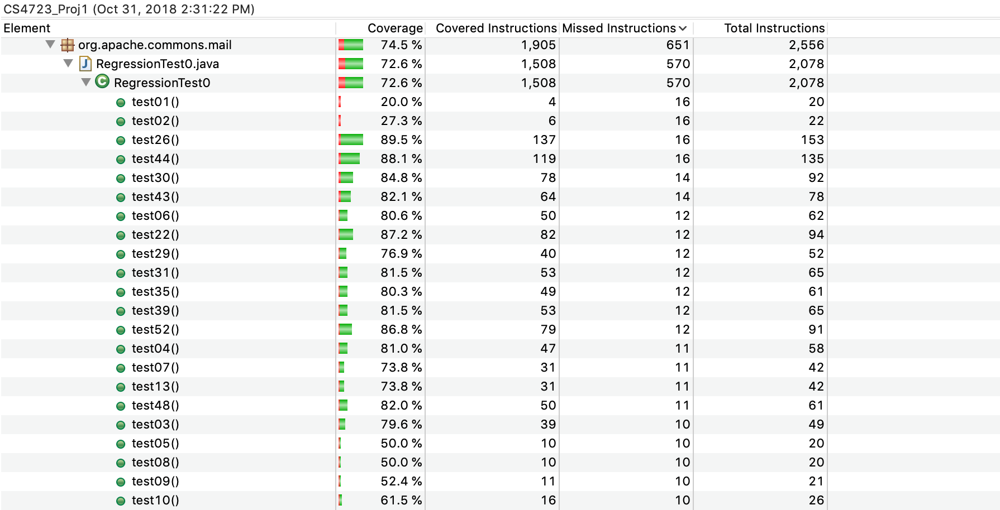 CS4723_Proj1 (Oct 31, 2018 2:31:22 PM)
Element Coverage Covered Instructions Missed Instructions Total Instructions
org.apache.commons.mail 74.5 % 1,905 651 2,556
J RegressionTest0.java 72.6 % 1,508 570 2,078
C RegressionTest0 72.6 % 1,508 570 2,078
test01() 20.0 % 4 16 20
test02() 27.3 % 6 16 22
test26() 89.5 % 137 16 153
test44() 88.1 % 119 16 135
test30() 84.8 % 78 14 92
test43() 82.1 % 64 14 78
test06() 80.6 % 50 12 62
test22() 87.2 % 82 12 94
test29() 76.9 % 40 12 52
test31() 81.5 % 53 12 65
test35() 80.3 % 49 12 61
test39() 81.5 % 53 12 65
test52() 86.8 % 79 12 91
test04() 81.0 % 47 11 58
test07() 73.8 % 31 11 42
test13() 73.8 % 31 11 42
test48() 82.0 % 50 11 61
test03() 79.6 % 39 10 49
test05() 50.0 % 10 10 20
test08() 50.0 % 10 10 20
test09() 52.4 % 11 10 21
test10() 61.5 % 16 10 26